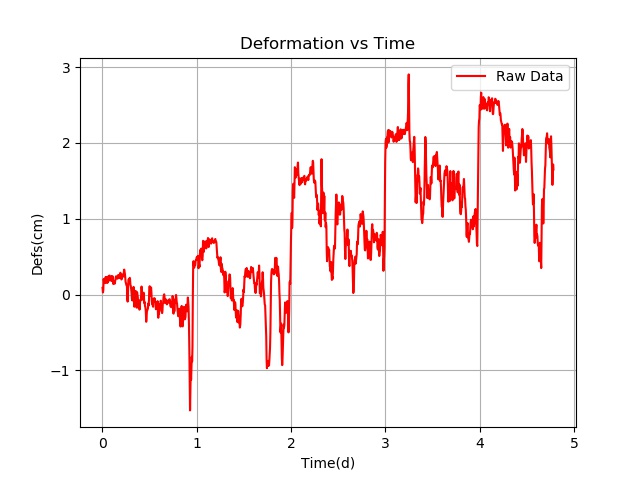 Deformation vs Time
Raw Data
3
2
1
0
−1
Defs(cm)
0 1 2 3 4 5
Time(d)